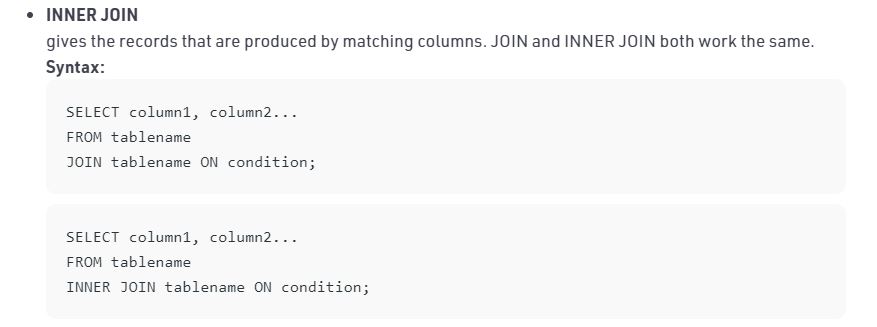 INNER JOIN
gives the records that are produced by matching columns. JOIN and INNER JOIN both work the same.
Syntax:
SELECT column1, column2...
FROM tablename
JOIN tablename ON condition;
SELECT column1, column2...
FROM tablename
INNER JOIN tablename ON condition;